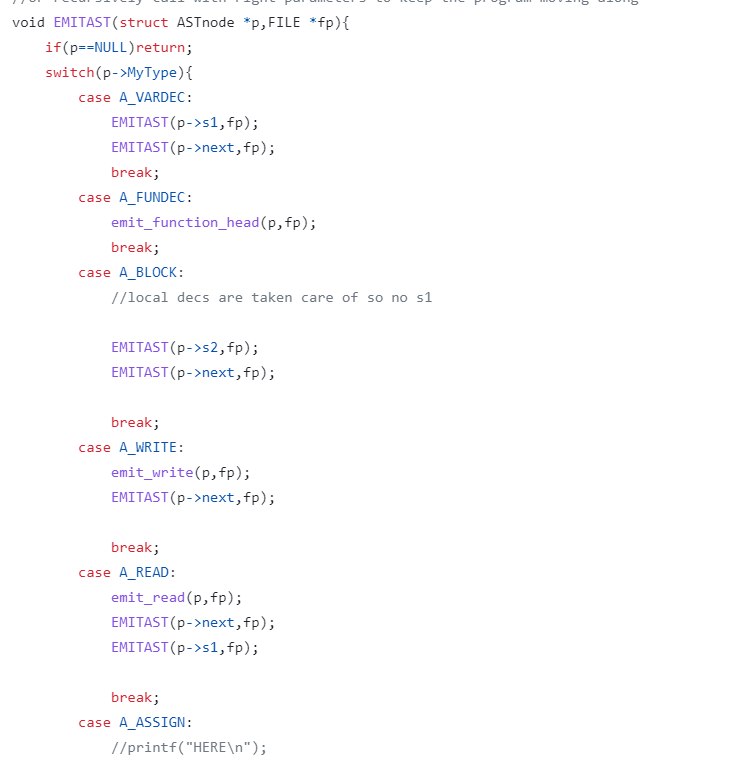 //or recursively call with right parameters to keep the program moving along
void EMITAST(struct ASTnode *p,FILE *fp){
    if(p==NULL)return;
    switch(p->MyType){
        case A_VARDEC:
            EMITAST(p->s1,fp);
            EMITAST(p->next,fp);
            break;
        case A_FUNDEC:
            emit_function_head(p,fp);
            break;
        case A_BLOCK:
            //local decs are taken care of so no s1
            EMITAST(p->s2,fp);
            EMITAST(p->next,fp);
            break;
        case A_WRITE:
            emit_write(p,fp);
            EMITAST(p->next,fp);
            break;
        case A_READ:
            emit_read(p,fp);
            EMITAST(p->next,fp);
            EMITAST(p->s1,fp);
            break;
        case A_ASSIGN:
            //printf("HERE\n");